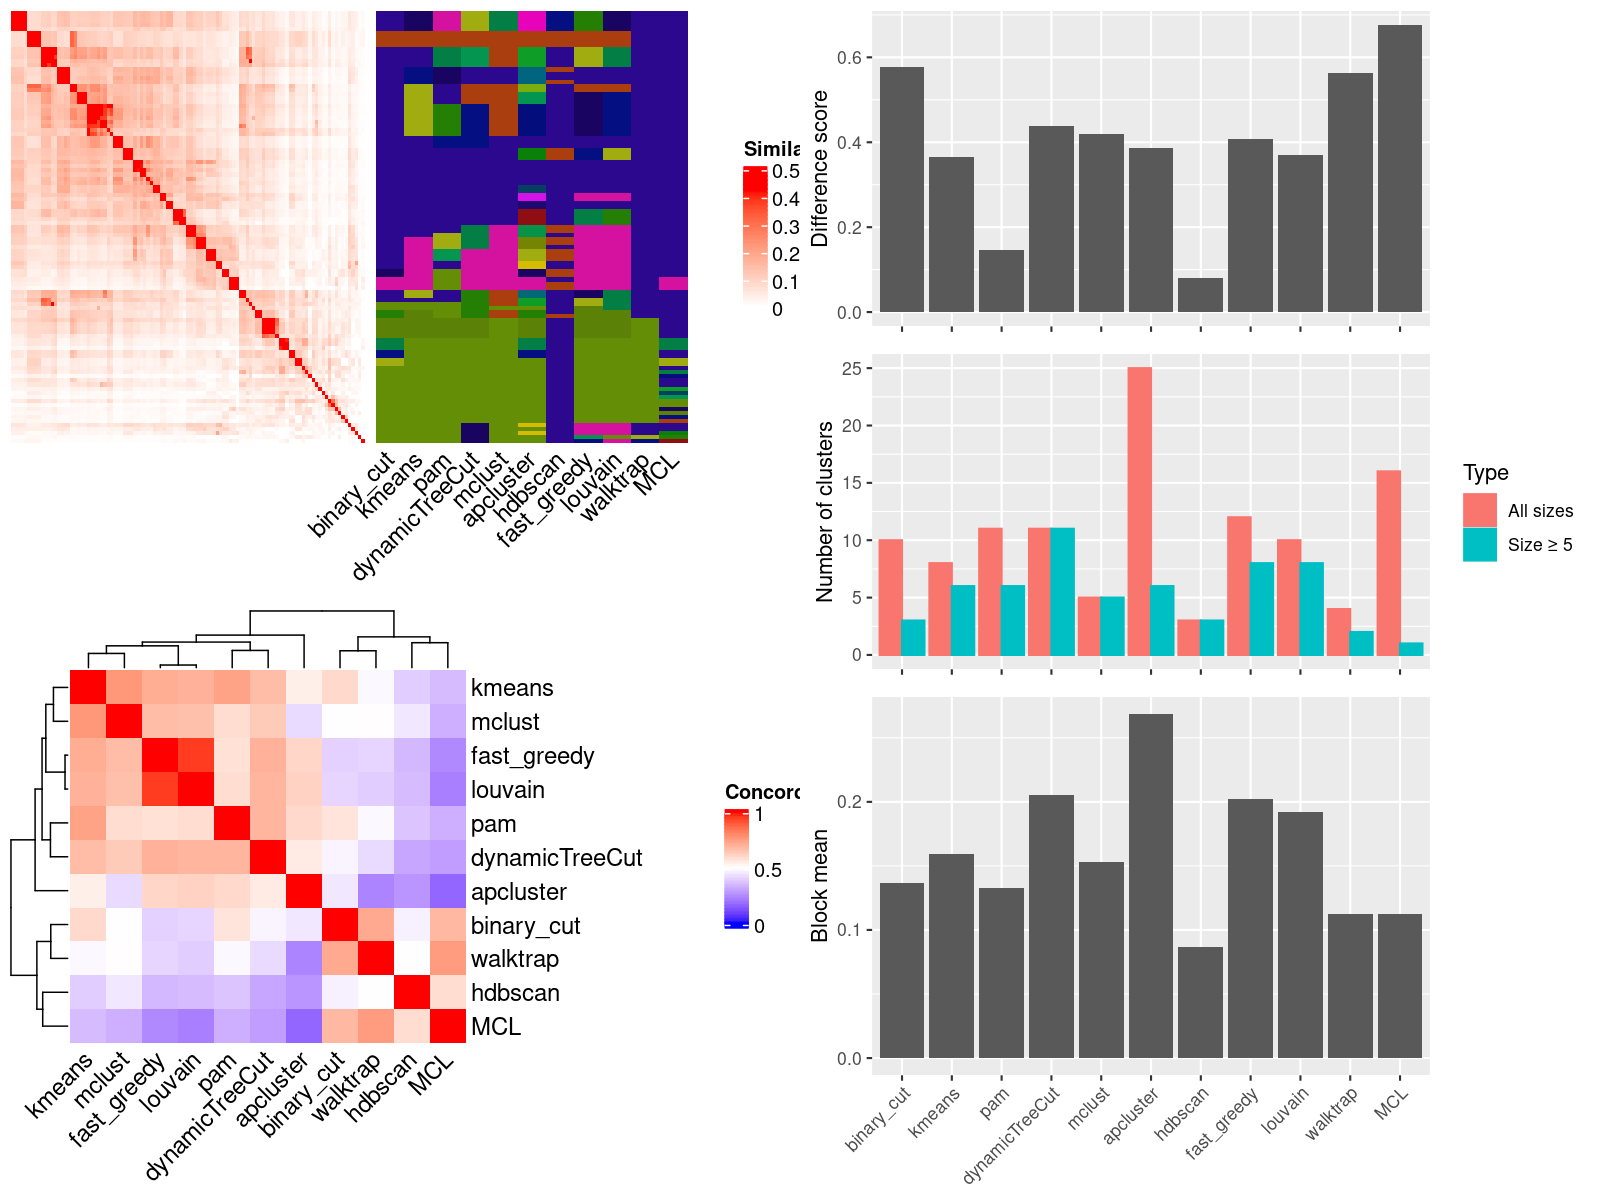 Simila
0.5
0.4
0.3
0.2
0.1
0
binary_cut
kmeans
pam
dynamicTreeCut
mclust
apcluster
hdbscan
fast_greedy
louvain
walktrap
MCL
kmeans
mclust
fast_greedy
louvain
pam
dynamicTreeCut
apcluster
binary_cut
walktrap
hdbscan
MCL
kmeans
mclust
fast_greedy
louvain
pam
dynamicTreeCut
apcluster
binary_cut
walktrap
hdbscan
MCL
Concord
1
0.5
0
Difference score
0.6
0.4
0.2
0.0
Number of clusters
25
20
15
10
5
0
Type
All sizes
Size ≥ 5
Block mean
0.2
0.1
0.0
binary_cut
kmeans
pam
dynamicTreeCut
mclust
apcluster
hdbscan
fast_greedy
louvain
walktrap
MCL